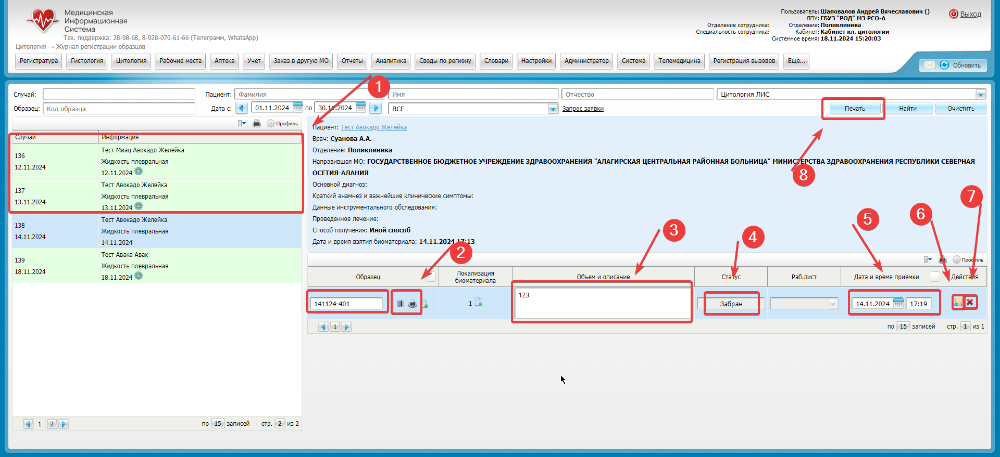 Медицинская
Информационная
Система
Тех. поддержка: 28-98-68, 8-928-070-61-66 (Телеграмм, WhatsApp)
Пользователь: Шаповалов Андрей Вячеславович ()
ЛПУ: ГБУЗ "РОД" МЗ РСО-А
Отделение сотрудника: Отделение: Поликлиника
Специальность сотрудника: Кабинет: Кабинет кл. цитологии
Системное время: 18.11.2024 15:20:03
Выход
Цитология → Журнал регистрации образцов
Регистратура Гистология Цитология Рабочие места Аптека Учет Заказ в другую МО Отчеты Аналитика Своды по региону Словари Настройки Администратор Система Телемедицина Регистрация вызовов Еще...
Обновить
1
Случай: Пациент: Фамилия Имя Отчество Цитология ЛИС
Образец: Код образца Дата с: 01.11.2024 по 30.11.2024 ВСЕ Запрос заявки Печать Найти Очистить
Профиль
Случай Информация
136
12.11.2024
Тест Миац Авокадо Желейка
Жидкость плевральная
12.11.2024
137
13.11.2024
Тест Авокадо Желейка
Жидкость плевральная
13.11.2024
138
14.11.2024
Тест Авокадо Желейка
Жидкость плевральная
14.11.2024
139
18.11.2024
Тест Авака Авак
Жидкость плевральная
18.11.2024
1 2 по 15 записей стр. 2 из 2
Пациент: Тест Авокадо Желейка
Врач: Суанова А.А.
Отделение: Поликлиника
Направившая МО: ГОСУДАРСТВЕННОЕ БЮДЖЕТНОЕ УЧРЕЖДЕНИЕ ЗДРАВООХРАНЕНИЯ "АЛАГИРСКАЯ ЦЕНТРАЛЬНАЯ РАЙОННАЯ БОЛЬНИЦА" МИНИСТЕРСТВА ЗДРАВООХРАНЕНИЯ РЕСПУБЛИКИ СЕВЕРНАЯ
ОСЕТИЯ-АЛАНИЯ
8
Основной диагноз:
Краткий анамнез и важнейшие клинические симптомы:
7
Данные инструментального обследования:
Проведенное лечение:
6
5
Способ получения: Иной способ
3
4
Дата и время взятия биоматериала: 14.11.2024 17:13
2
Профиль
Образец Локализация биоматериала Объем и описание Статус Раб.лист Дата и время приемки Действия
141124-401 1 123 Забран 14.11.2024 17:19
1 по 15 записей стр. 1 из 1